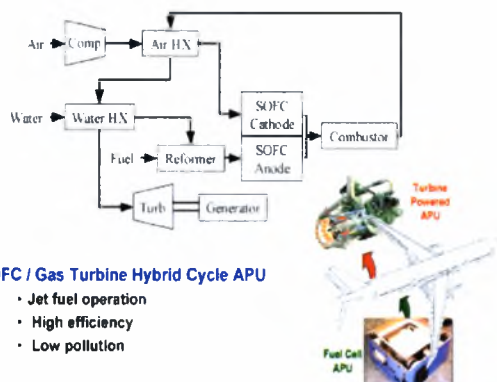 Air
Comp
Air HX
Water
Water HX
SOFC
Cathode
Combustor
Fuel
Reformer
SOFC
Anode
Turb
Generator
Turbine
Powered
APU
OFC / Gas Turbine Hybrid Cycle APU
• Jet fuel operation
• High efficiency
• Low pollution
Fuel Cell
APU